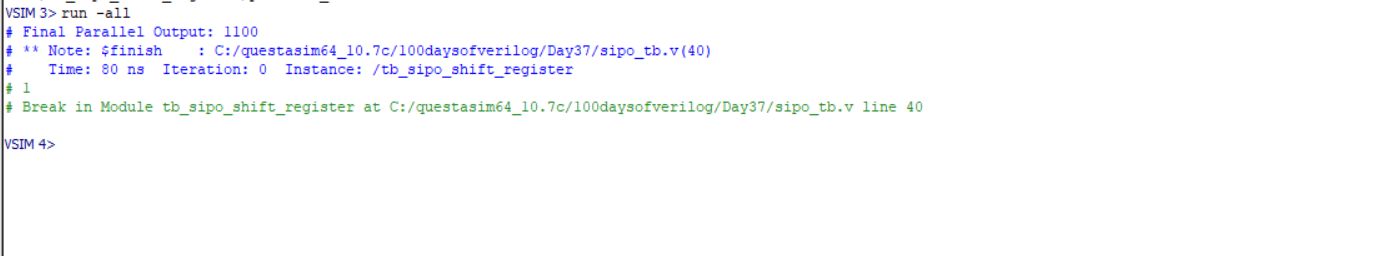 VSIM 3> run -all
# Final Parallel Output: 1100
# ** Note: $finish    : C:/questasim64_10.7c/100daysofverilog/Day37/sipo_tb.v(40)
#    Time: 80 ns  Iteration: 0  Instance: /tb_sipo_shift_register
# 1
# Break in Module tb_sipo_shift_register at C:/questasim64_10.7c/100daysofverilog/Day37/sipo_tb.v line 40
VSIM 4>